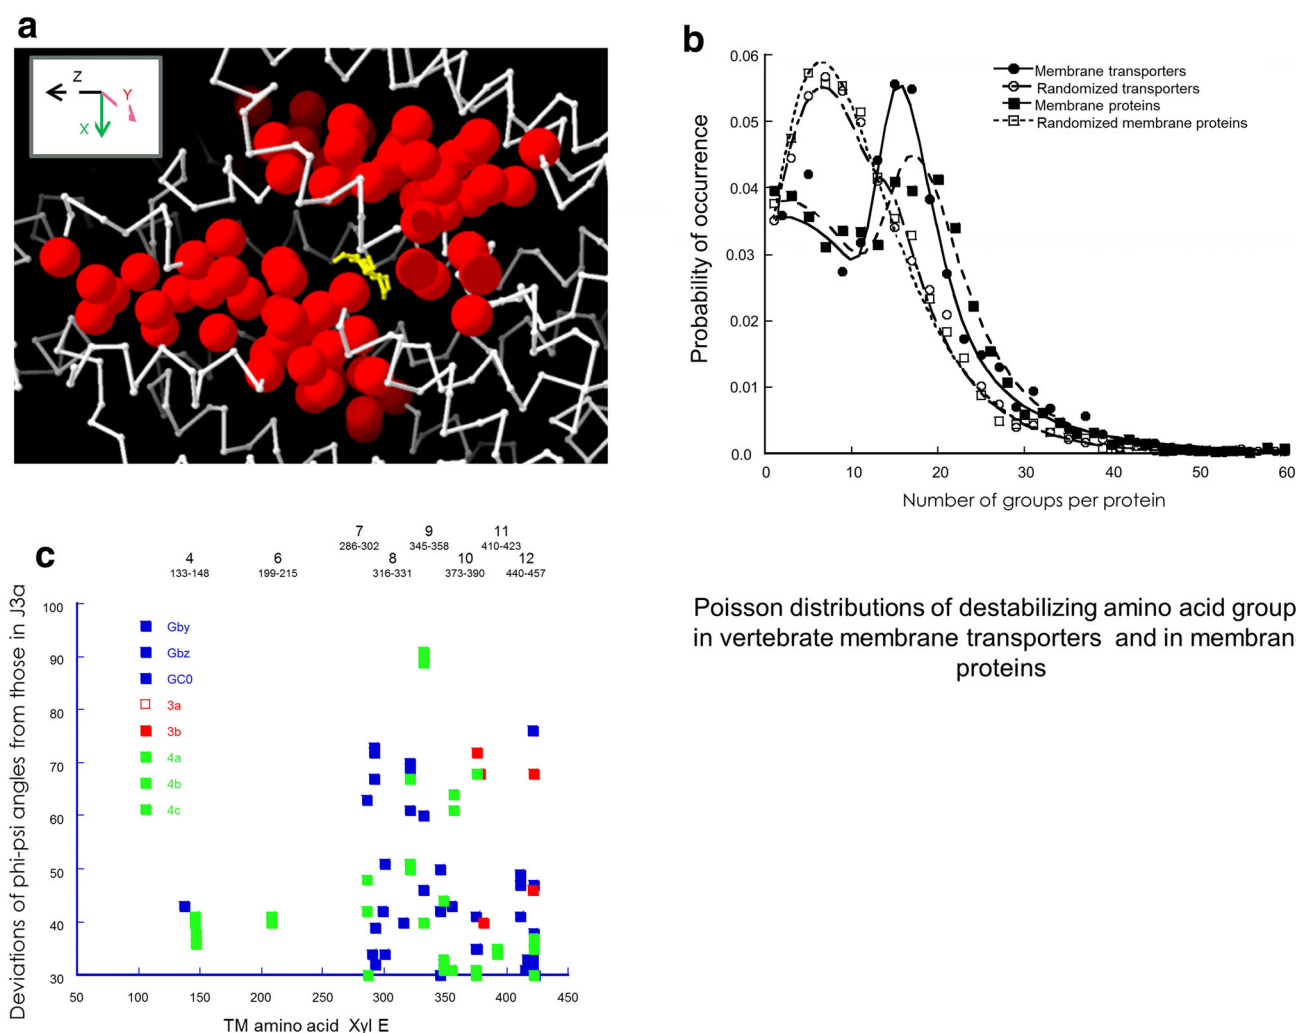 a
Z
Y
X
b
Probability of occurrence
0.06
0.05
0.04
0.03
0.02
0.01
0.0
0 10 20 30 40 50 60
Number of groups per protein
Membrane transporters
Randomized transporters
Membrane proteins
Randomized membrane proteins
Poisson distributions of destabilizing amino acid group
in vertebrate membrane transporters and in membran
proteins
c
7 9 11
286-302 345-358 410-423
4 6 8 10 12
133-148 199-215 316-331 373-390 440-457
Deviations of phi-psi angles from those in J3a
100
90
80
70
60
50
40
30
Gby
Gbz
GC0
3a
3b
4a
4b
4c
50 100 150 200 250 300 350 400 450
TM amino acid Xyl E